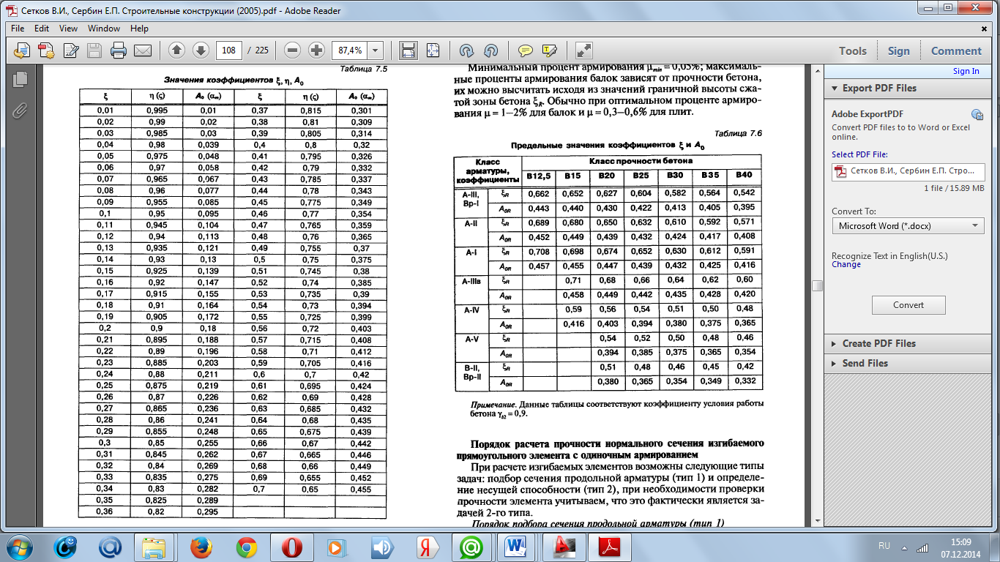 Сетков В.И., Сербин Е.П. Строительные конструкции (2005).pdf - Adobe Reader
File Edit View Window Help
108 / 225 87,4% Tools Sign Comment
Sign In
Таблица 7.5
Значения коэффициентов ξ, η, A₀
ξ η (ς) A₀ (αₘ) ξ η (ς) A₀ (αₘ)
0,01 0,995 0,01 0,37 0,815 0,301
0,02 0,99 0,02 0,38 0,81 0,309
0,03 0,985 0,03 0,39 0,805 0,314
0,04 0,98 0,039 0,4 0,8 0,32
0,05 0,975 0,048 0,41 0,795 0,326
0,06 0,97 0,058 0,42 0,79 0,332
0,07 0,965 0,067 0,43 0,785 0,337
0,08 0,96 0,077 0,44 0,78 0,343
0,09 0,955 0,085 0,45 0,775 0,349
0,1 0,95 0,095 0,46 0,77 0,354
0,11 0,945 0,104 0,47 0,765 0,359
0,12 0,94 0,113 0,48 0,76 0,365
0,13 0,935 0,121 0,49 0,755 0,37
0,14 0,93 0,13 0,5 0,75 0,375
0,15 0,925 0,139 0,51 0,745 0,38
0,16 0,92 0,147 0,52 0,74 0,385
0,17 0,915 0,155 0,53 0,735 0,39
0,18 0,91 0,164 0,54 0,73 0,394
0,19 0,905 0,172 0,55 0,725 0,399
0,2 0,9 0,18 0,56 0,72 0,403
0,21 0,895 0,188 0,57 0,715 0,408
0,22 0,89 0,196 0,58 0,71 0,412
0,23 0,885 0,203 0,59 0,705 0,416
0,24 0,88 0,211 0,6 0,7 0,42
0,25 0,875 0,219 0,61 0,695 0,424
0,26 0,87 0,226 0,62 0,69 0,428
0,27 0,865 0,236 0,63 0,685 0,432
0,28 0,86 0,241 0,64 0,68 0,435
0,29 0,855 0,248 0,65 0,675 0,439
0,3 0,85 0,255 0,66 0,67 0,442
0,31 0,845 0,262 0,67 0,665 0,446
0,32 0,84 0,269 0,68 0,66 0,449
0,33 0,835 0,275 0,69 0,655 0,452
0,34 0,83 0,282 0,7 0,65 0,455
0,35 0,825 0,289
0,36 0,82 0,295
Минимальный процент армирования μmin = 0,05%; максималь-
ные проценты армирования балок зависят от прочности бетона,
их можно высчитать исходя из значений граничной высоты сжа-
той зоны бетона ξR. Обычно при оптимальном проценте армиро-
вания μ = 1—2% для балок и μ = 0,3—0,6% для плит.
Таблица 7.6
Предельные значения коэффициентов ξ и A₀
Класс арматуры, коэффициенты Класс прочности бетона
B12,5 B15 B20 B25 B30 B35 B40
A-III, Вр-I ξR 0,662 0,652 0,627 0,604 0,582 0,564 0,542
A0R 0,443 0,440 0,430 0,422 0,413 0,405 0,395
A-II ξR 0,689 0,680 0,650 0,632 0,610 0,592 0,571
A0R 0,452 0,449 0,439 0,432 0,424 0,417 0,408
A-I ξR 0,708 0,698 0,674 0,652 0,630 0,612 0,591
A0R 0,457 0,455 0,447 0,439 0,432 0,425 0,416
A-IIIв ξR 0,71 0,68 0,66 0,64 0,62 0,60
A0R 0,458 0,449 0,442 0,435 0,428 0,420
A-IV ξR 0,59 0,56 0,54 0,51 0,50 0,48
A0R 0,416 0,403 0,394 0,380 0,375 0,365
A-V ξR 0,54 0,52 0,50 0,48 0,46
A0R 0,394 0,385 0,375 0,365 0,354
B-II, Вр-II ξR 0,51 0,48 0,46 0,45 0,42
A0R 0,380 0,365 0,354 0,349 0,332
Примечание. Данные таблицы соответствуют коэффициенту условия работы
бетона γb2 = 0,9.
Порядок расчета прочности нормального сечения изгибаемого
прямоугольного элемента с одиночным армированием
При расчете изгибаемых элементов возможны следующие типы
задач: подбор сечения продольной арматуры (тип 1) и определе-
ние несущей способности (тип 2), при необходимости проверки
прочности элемента учитываем, что это фактически является за-
дачей 2-го типа.
Порядок подбора сечения продольной арматуры (тип 1)
Export PDF Files
Adobe ExportPDF
Convert PDF files to to Word or Excel
online.
Select PDF File:
Сетков В.И., Сербин Е.П. Стро...
1 file / 15.89 MB
Convert To:
Microsoft Word (*.docx)
Recognize Text in English(U.S.)
Change
Convert
Create PDF Files
Send Files
RU 15:09
07.12.2014